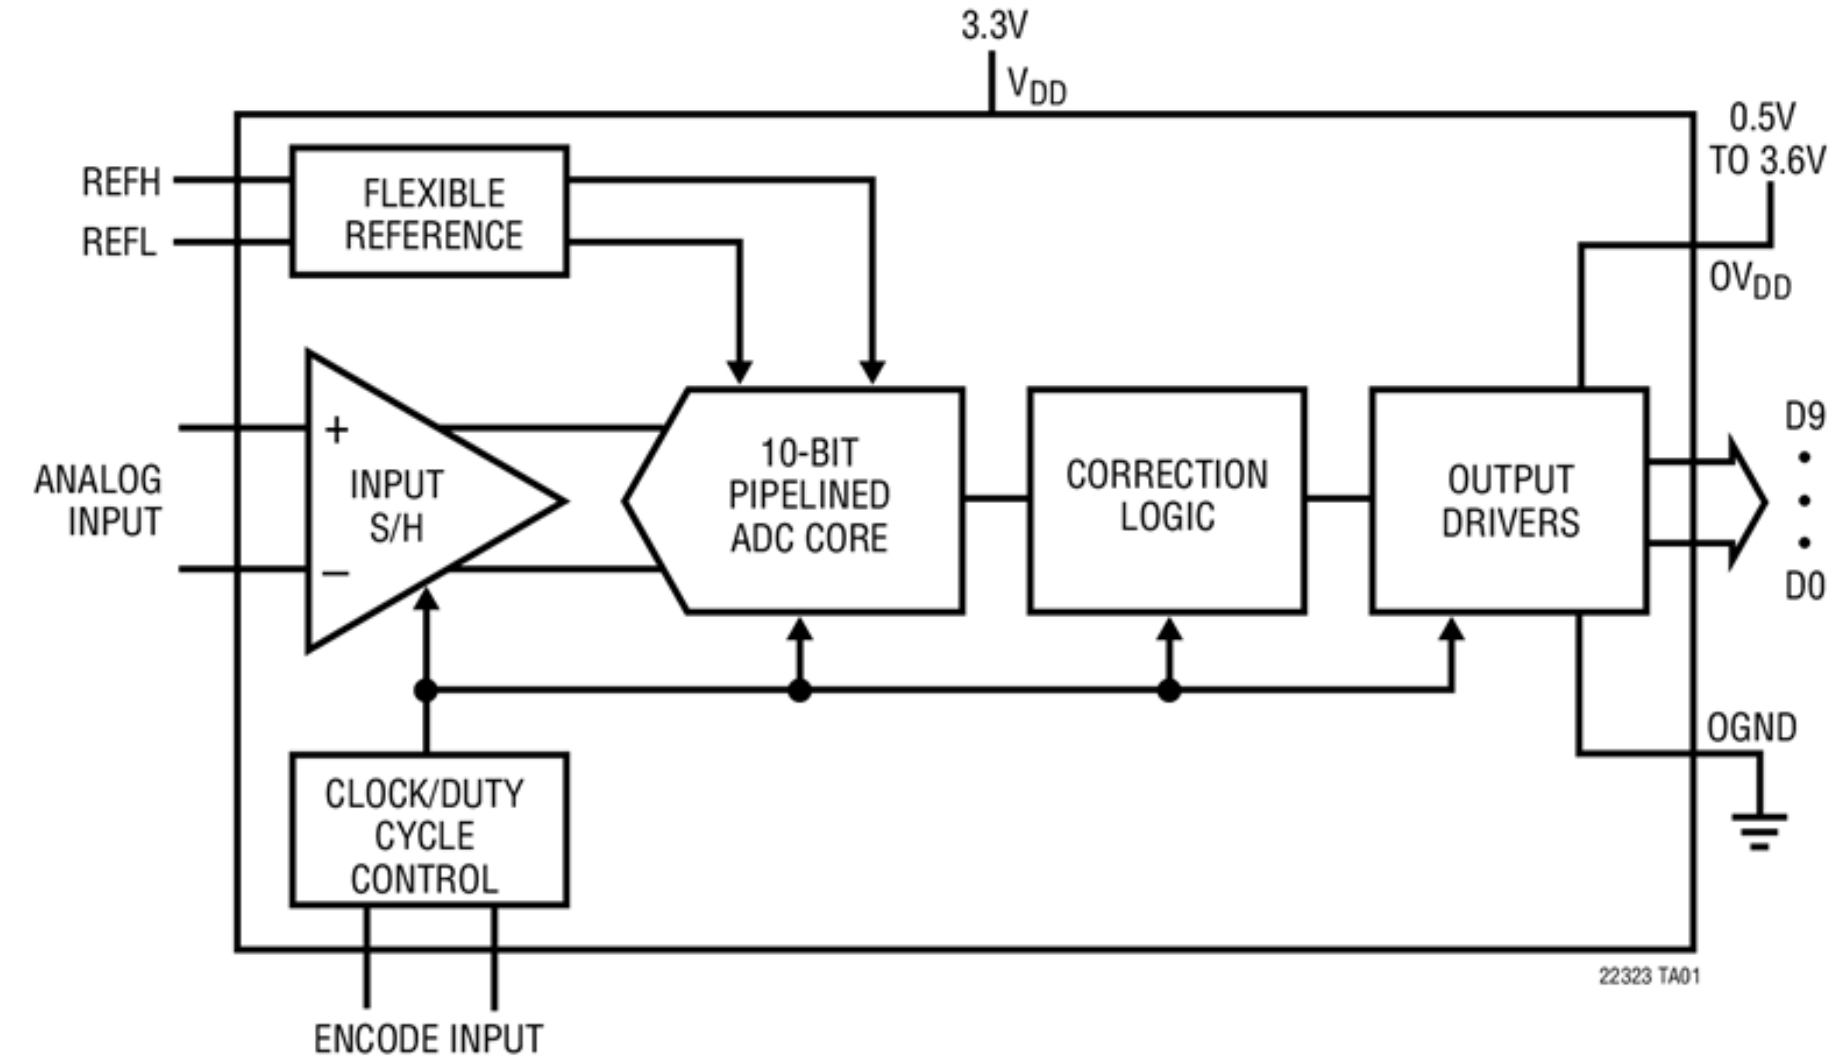 3.3V
VDD
0.5V
TO 3.6V
REFH
REFL
FLEXIBLE
REFERENCE
OVDD
ANALOG
INPUT
+
INPUT
S/H
–
10-BIT
PIPELINED
ADC CORE
CORRECTION
LOGIC
OUTPUT
DRIVERS
D9
•
•
•
D0
OGND
CLOCK/DUTY
CYCLE
CONTROL
22323 TA01
ENCODE INPUT